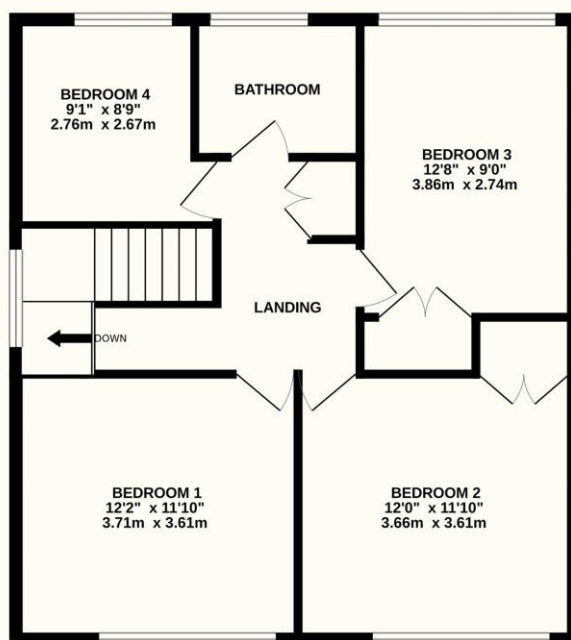 BEDROOM 4
9'1" x 8'9"
2.76m x 2.67m
BATHROOM
BEDROOM 3
12'8" x 9'0"
3.86m x 2.74m
LANDING
DOWN
BEDROOM 1
12'2" x 11'10"
3.71m x 3.61m
BEDROOM 2
12'0" x 11'10"
3.66m x 3.61m